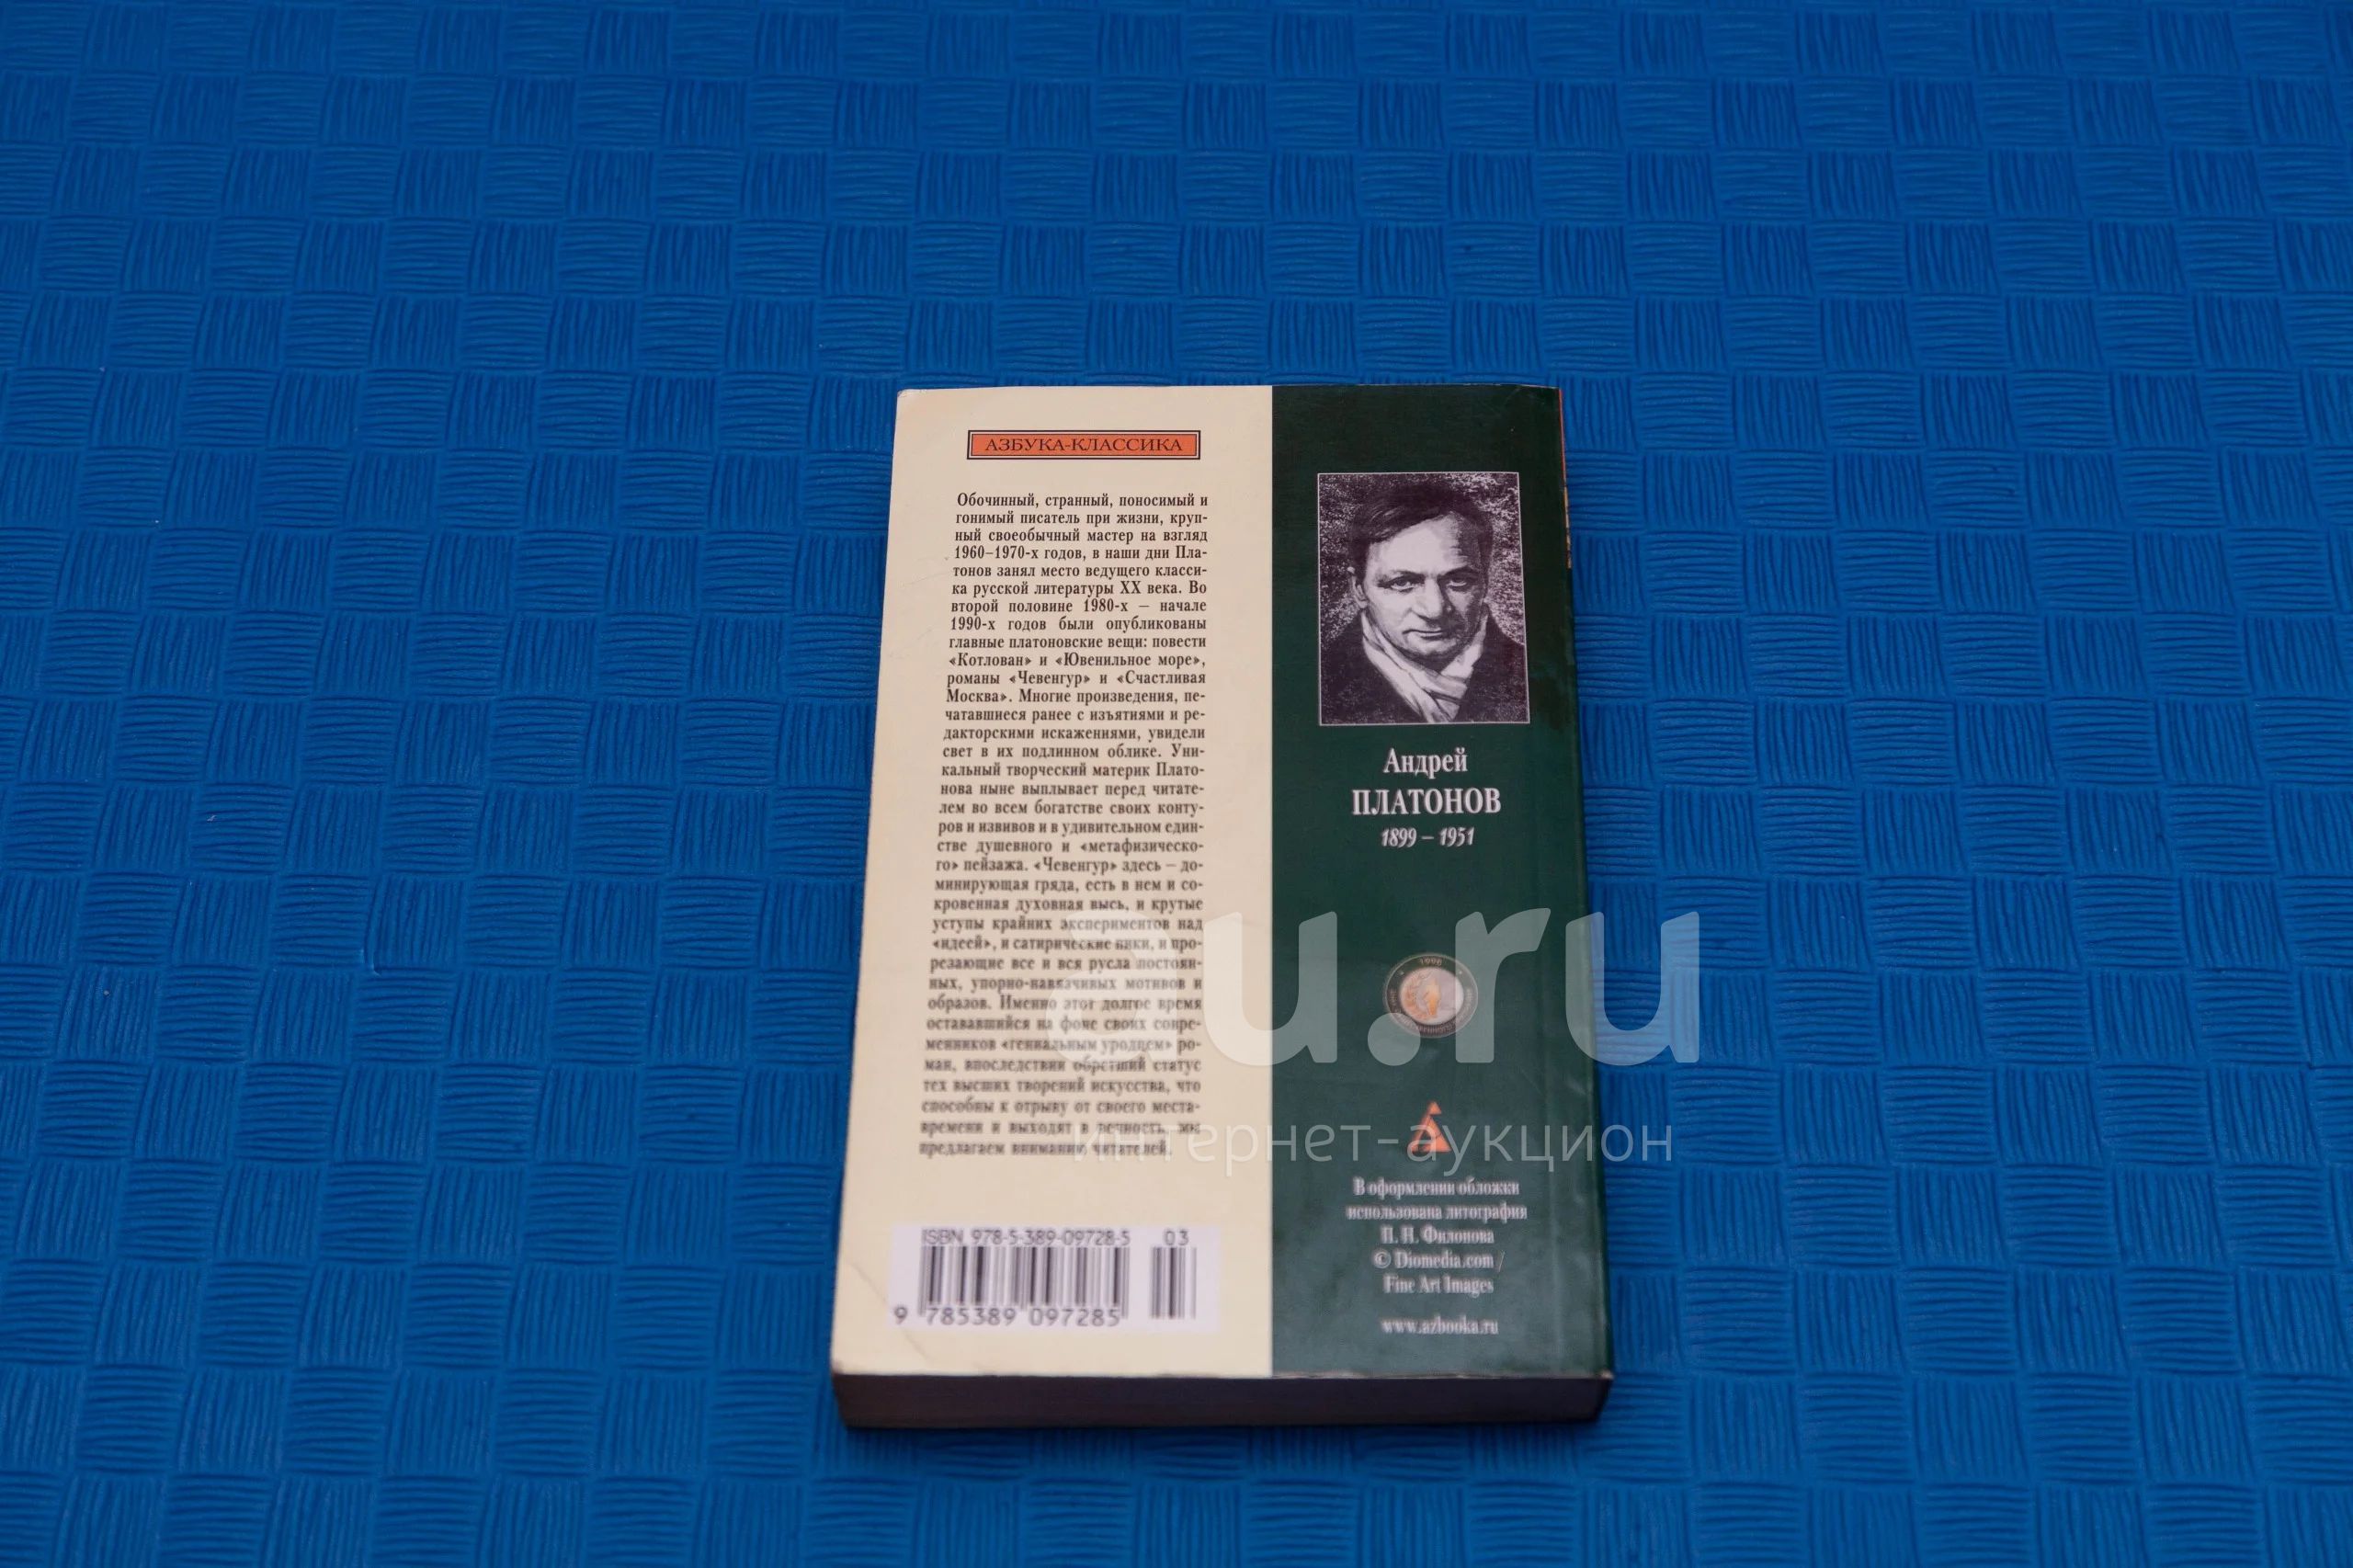 АЗБУКА-КЛАССИКА
Обочинный, странный, поносимый и
гонимый писатель при жизни, круп-
ный своеобычный мастер на взгляд
1960–1970-х годов, в наши дни Пла-
тонов занял место ведущего класси-
ка русской литературы XX века. Во
второй половине 1980-х – начале
1990-х годов были опубликованы
главные платоновские вещи: повести
«Котлован» и «Ювенильное море»,
романы «Чевенгур» и «Счастливая
Москва». Многие произведения, пе-
чатавшиеся ранее с изъятиями и ре-
дакторскими искажениями, увидели
свет в их подлинном облике. Уни-
кальный творческий материк Плато-
нова ныне выплывает перед читате-
лем во всем богатстве своих конту-
ров и извивов и в удивительном един-
стве душевного и «метафизическо-
го» пейзажа. «Чевенгур» здесь – до-
минирующая гряда, есть в нем и со-
кровенная духовная высь, и крутые
уступы крайних экспериментов над
«идеей», и сатирические пики, и про-
резающие все и вся русла постоян-
ных, упорно-навязчивых мотивов и
образов. Именно этот долгое время
остававшийся на фоне своих совре-
менников «гениальным уродцем» ро-
ман, впоследствии обретший статус
тех высших творений искусства, что
способны к отрыву от своего места-
времени и выходят в вечность, мы
предлагаем вниманию читателей.
ISBN 978-5-389-09728-5 03
9 785389 097285
Андрей
ПЛАТОНОВ
1899 – 1951
1996
В оформлении обложки
использована литография
П. Н. Филонова
© Diomedia.com /
Fine Art Images
www.azbooka.ru
au.ru
интернет-аукцион